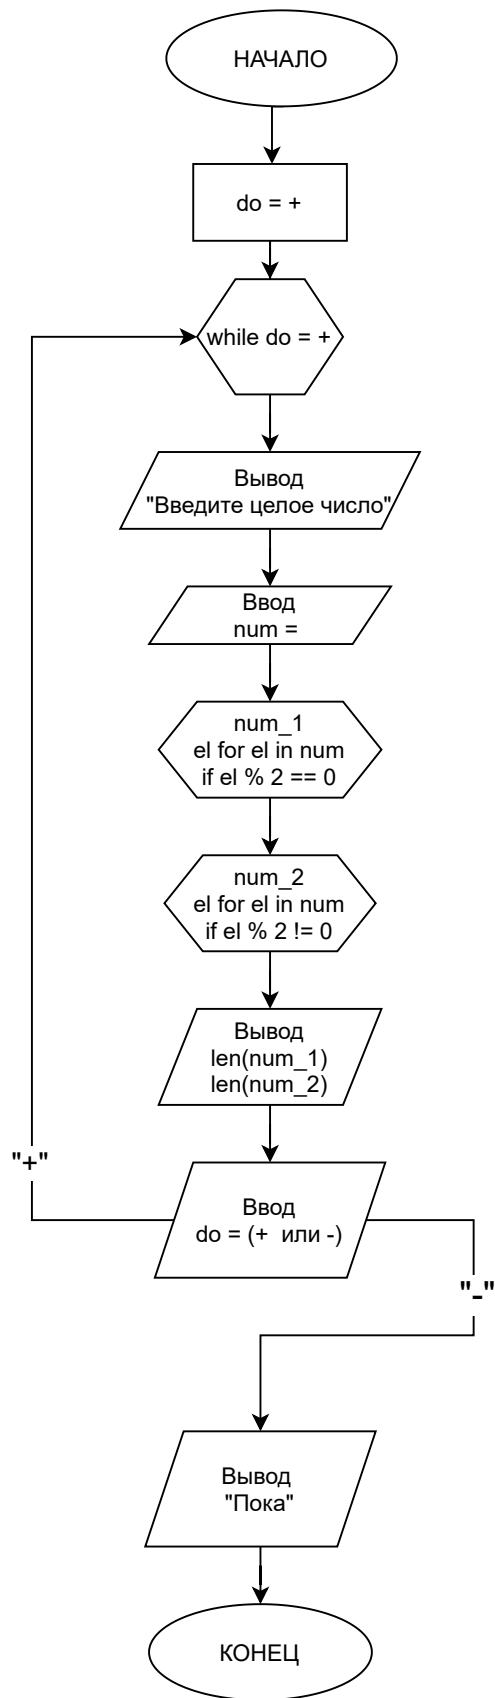 НАЧАЛО
do = +
while do = +
Вывод
"Введите целое число"
Ввод
num =
num_1
el for el in num
if el % 2 == 0
num_2
el for el in num
if el % 2 != 0
Вывод
len(num_1)
len(num_2)
"+"
Ввод
do = (+ или -)
"-"
Вывод
"Пока"
КОНЕЦ